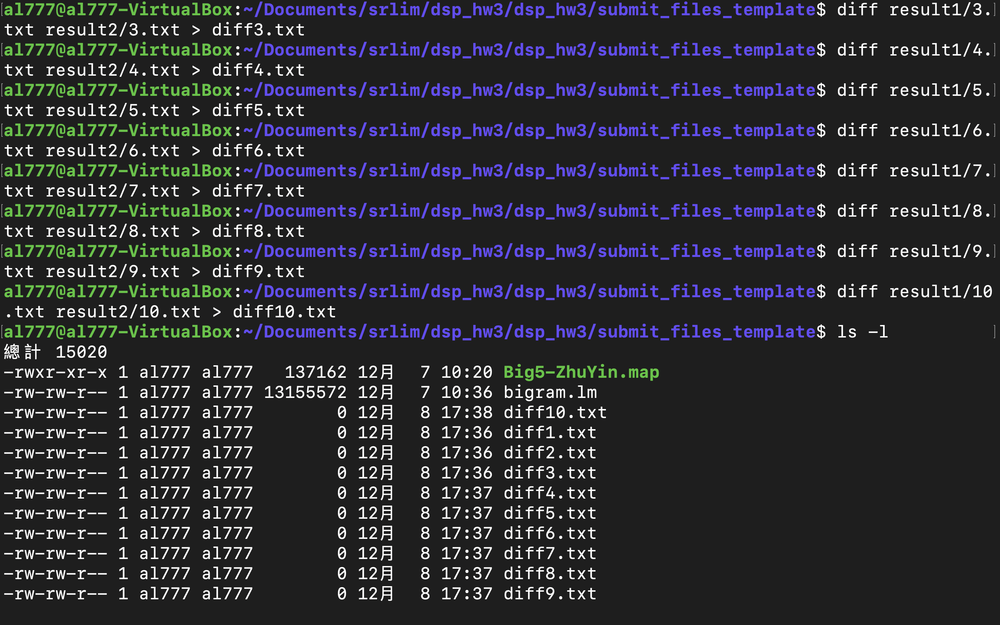 al777@al777-VirtualBox:~/Documents/srlim/dsp_hw3/dsp_hw3/submit_files_template$ diff result1/3.
txt result2/3.txt > diff3.txt
al777@al777-VirtualBox:~/Documents/srlim/dsp_hw3/dsp_hw3/submit_files_template$ diff result1/4.
txt result2/4.txt > diff4.txt
al777@al777-VirtualBox:~/Documents/srlim/dsp_hw3/dsp_hw3/submit_files_template$ diff result1/5.
txt result2/5.txt > diff5.txt
al777@al777-VirtualBox:~/Documents/srlim/dsp_hw3/dsp_hw3/submit_files_template$ diff result1/6.
txt result2/6.txt > diff6.txt
al777@al777-VirtualBox:~/Documents/srlim/dsp_hw3/dsp_hw3/submit_files_template$ diff result1/7.
txt result2/7.txt > diff7.txt
al777@al777-VirtualBox:~/Documents/srlim/dsp_hw3/dsp_hw3/submit_files_template$ diff result1/8.
txt result2/8.txt > diff8.txt
al777@al777-VirtualBox:~/Documents/srlim/dsp_hw3/dsp_hw3/submit_files_template$ diff result1/9.
txt result2/9.txt > diff9.txt
al777@al777-VirtualBox:~/Documents/srlim/dsp_hw3/dsp_hw3/submit_files_template$ diff result1/10
.txt result2/10.txt > diff10.txt
al777@al777-VirtualBox:~/Documents/srlim/dsp_hw3/dsp_hw3/submit_files_template$ ls -l
總計 15020
-rwxr-xr-x 1 al777 al777   137162 12月  7 10:20 Big5-ZhuYin.map
-rw-rw-r-- 1 al777 al777 13155572 12月  7 10:36 bigram.lm
-rw-rw-r-- 1 al777 al777        0 12月  8 17:38 diff10.txt
-rw-rw-r-- 1 al777 al777        0 12月  8 17:36 diff1.txt
-rw-rw-r-- 1 al777 al777        0 12月  8 17:36 diff2.txt
-rw-rw-r-- 1 al777 al777        0 12月  8 17:36 diff3.txt
-rw-rw-r-- 1 al777 al777        0 12月  8 17:37 diff4.txt
-rw-rw-r-- 1 al777 al777        0 12月  8 17:37 diff5.txt
-rw-rw-r-- 1 al777 al777        0 12月  8 17:37 diff6.txt
-rw-rw-r-- 1 al777 al777        0 12月  8 17:37 diff7.txt
-rw-rw-r-- 1 al777 al777        0 12月  8 17:37 diff8.txt
-rw-rw-r-- 1 al777 al777        0 12月  8 17:37 diff9.txt